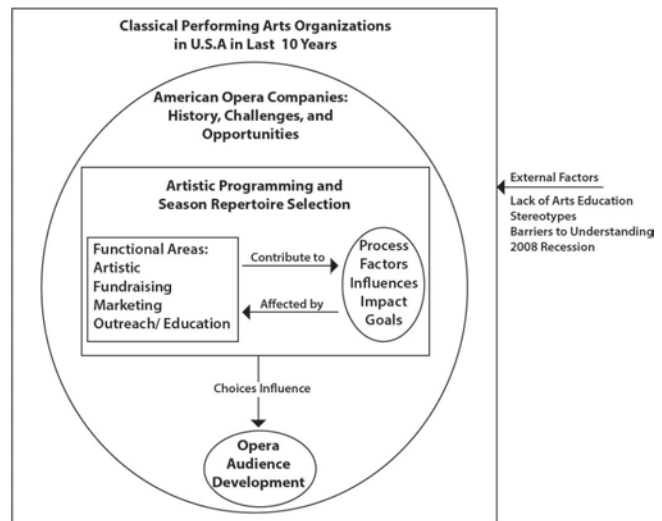 Classical Performing Arts Organizations
in U.S.A in Last 10 Years
American Opera Companies:
History, Challenges, and
Opportunities
Artistic Programming and
Season Repertoire Selection
Functional Areas:
Artistic
Fundraising
Marketing
Outreach/ Education
Contribute to
Affected by
Process
Factors
Influences
Impact
Goals
Choices Influence
Opera
Audience
Development
External Factors
Lack of Arts Education
Stereotypes
Barriers to Understanding
2008 Recession